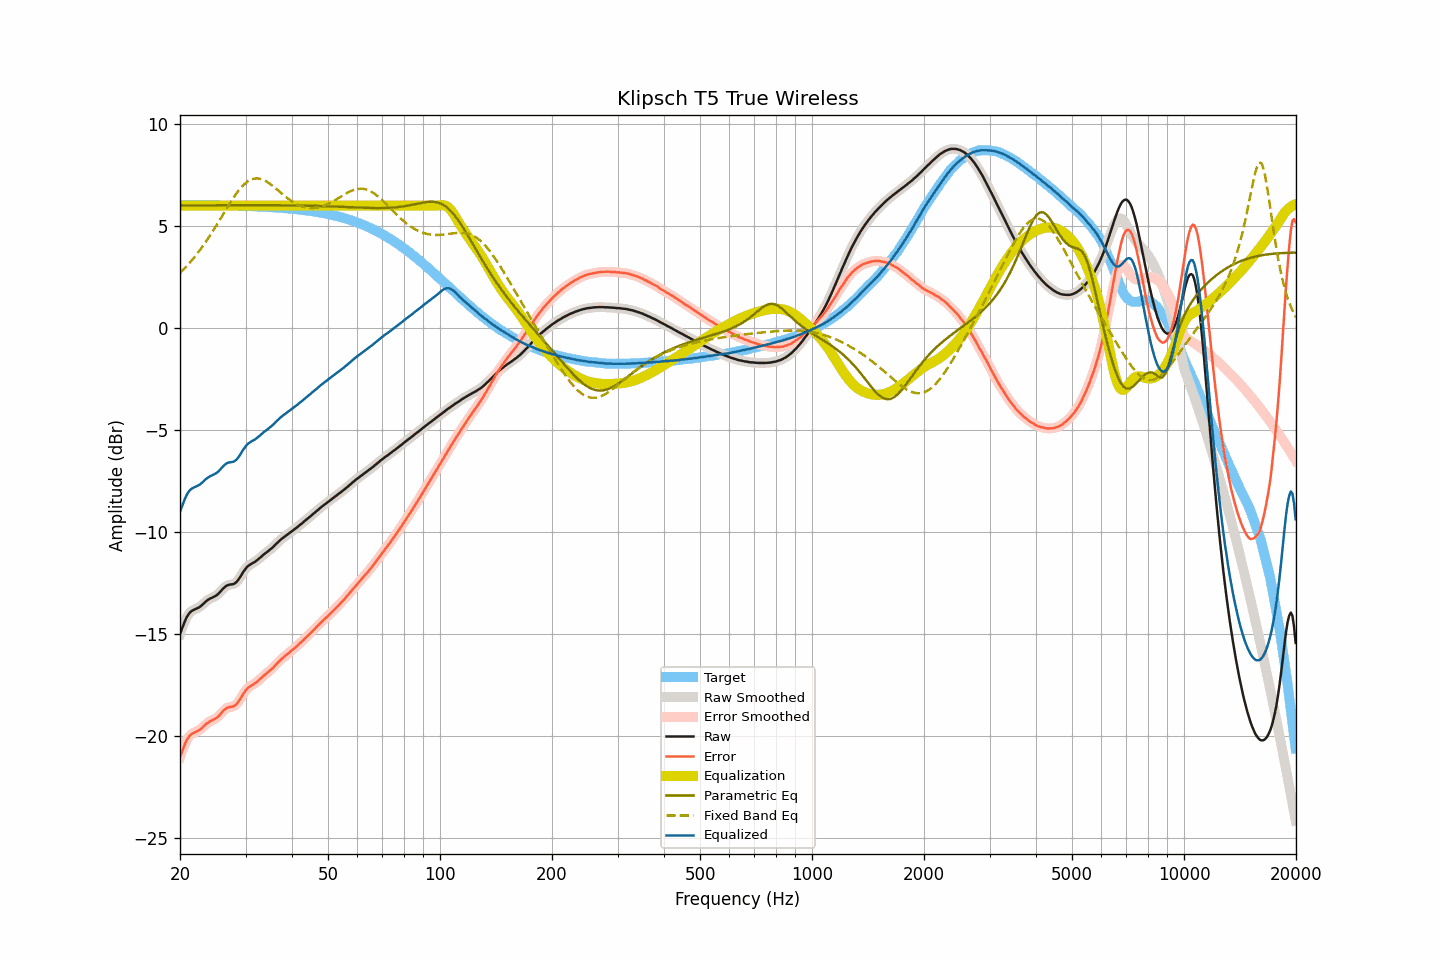 Klipsch T5 True Wireless
10
5
0
−5
−10
−15
−20
−25
Amplitude (dBr)
Target
Raw Smoothed
Error Smoothed
Raw
Error
Equalization
Parametric Eq
Fixed Band Eq
Equalized
20 50 100 200 500 1000 2000 5000 10000 20000
Frequency (Hz)